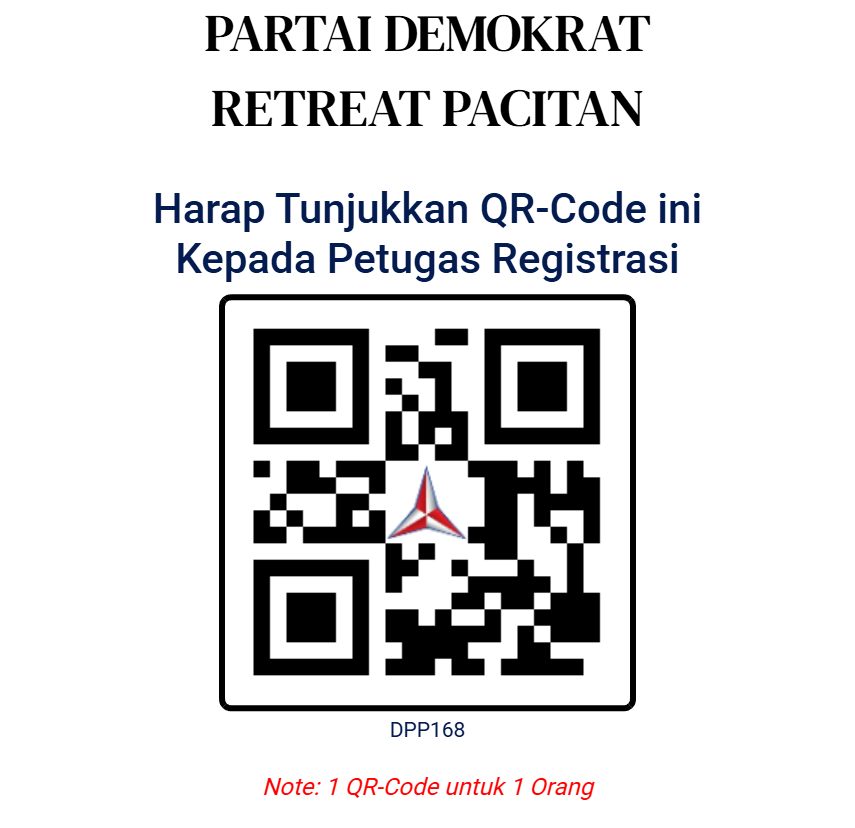 PARTAI DEMOKRAT
RETREAT PACITAN
Harap Tunjukkan QR-Code ini
Kepada Petugas Registrasi
DPP168
Note: 1 QR-Code untuk 1 Orang